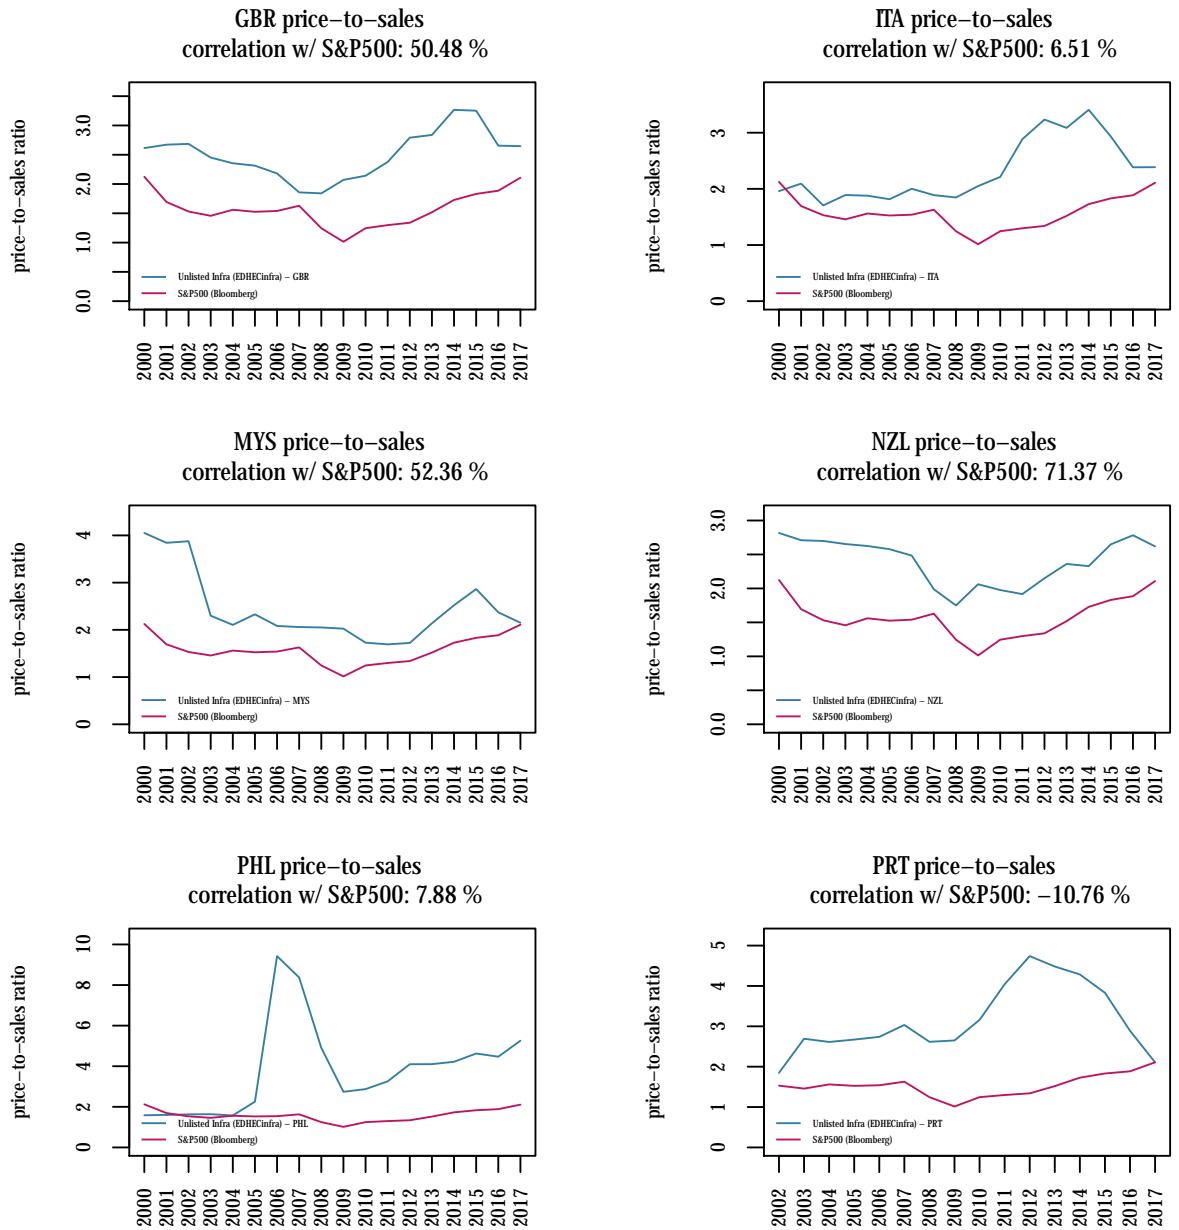 GBR price−to−sales
correlation w/ S&P500: 50.48 %
price−to−sales ratio
0.0 1.0 2.0 3.0
Unlisted Infra (EDHECinfra) − GBR
S&P500 (Bloomberg)
2000 2001 2002 2003 2004 2005 2006 2007 2008 2009 2010 2011 2012 2013 2014 2015 2016 2017
ITA price−to−sales
correlation w/ S&P500: 6.51 %
price−to−sales ratio
0 1 2 3
Unlisted Infra (EDHECinfra) − ITA
S&P500 (Bloomberg)
2000 2001 2002 2003 2004 2005 2006 2007 2008 2009 2010 2011 2012 2013 2014 2015 2016 2017
MYS price−to−sales
correlation w/ S&P500: 52.36 %
price−to−sales ratio
0 1 2 3 4
Unlisted Infra (EDHECinfra) − MYS
S&P500 (Bloomberg)
2000 2001 2002 2003 2004 2005 2006 2007 2008 2009 2010 2011 2012 2013 2014 2015 2016 2017
NZL price−to−sales
correlation w/ S&P500: 71.37 %
price−to−sales ratio
0.0 1.0 2.0 3.0
Unlisted Infra (EDHECinfra) − NZL
S&P500 (Bloomberg)
2000 2001 2002 2003 2004 2005 2006 2007 2008 2009 2010 2011 2012 2013 2014 2015 2016 2017
PHL price−to−sales
correlation w/ S&P500: 7.88 %
price−to−sales ratio
0 2 4 6 8 10
Unlisted Infra (EDHECinfra) − PHL
S&P500 (Bloomberg)
2000 2001 2002 2003 2004 2005 2006 2007 2008 2009 2010 2011 2012 2013 2014 2015 2016 2017
PRT price−to−sales
correlation w/ S&P500: −10.76 %
price−to−sales ratio
0 1 2 3 4 5
Unlisted Infra (EDHECinfra) − PRT
S&P500 (Bloomberg)
2002 2003 2004 2005 2006 2007 2008 2009 2010 2011 2012 2013 2014 2015 2016 2017